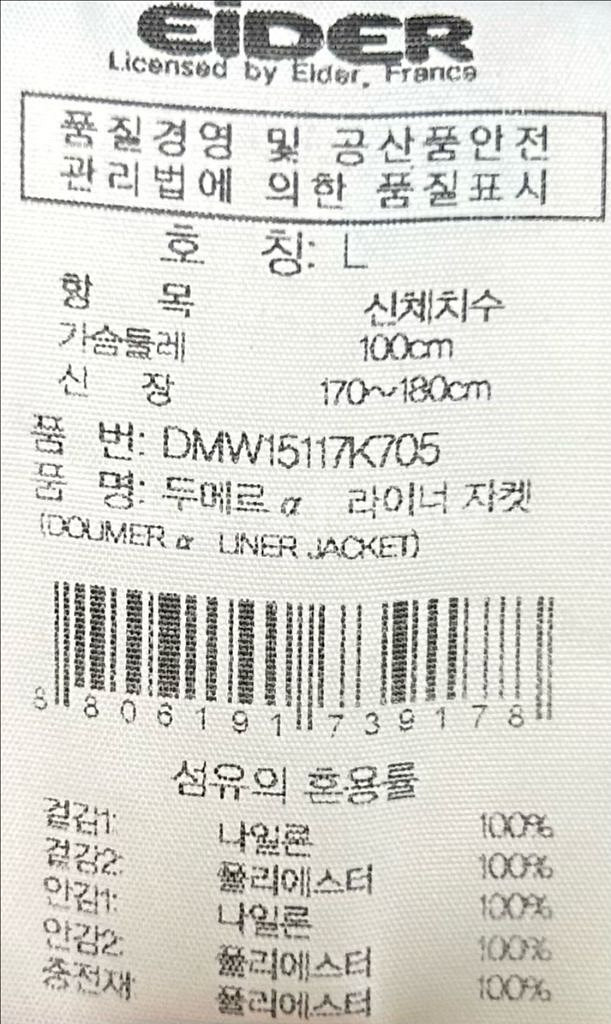 EiDER
Licensed by Eider, France
품질경영 및 공산품안전
관리법에 의한 품질표시
호 칭: L
항 목 신체치수
가슴둘레 100cm
신 장 170~180cm
품 번: DMW15117K705
품 명: 두메르 α 라이너 자켓
(DOUMER α LINER JACKET)
8 806191 739178
섬유의 혼용률
겉감1: 나일론 100%
겉감2: 폴리에스터 100%
안감1: 나일론 100%
안감2: 폴리에스터 100%
충전재: 폴리에스터 100%